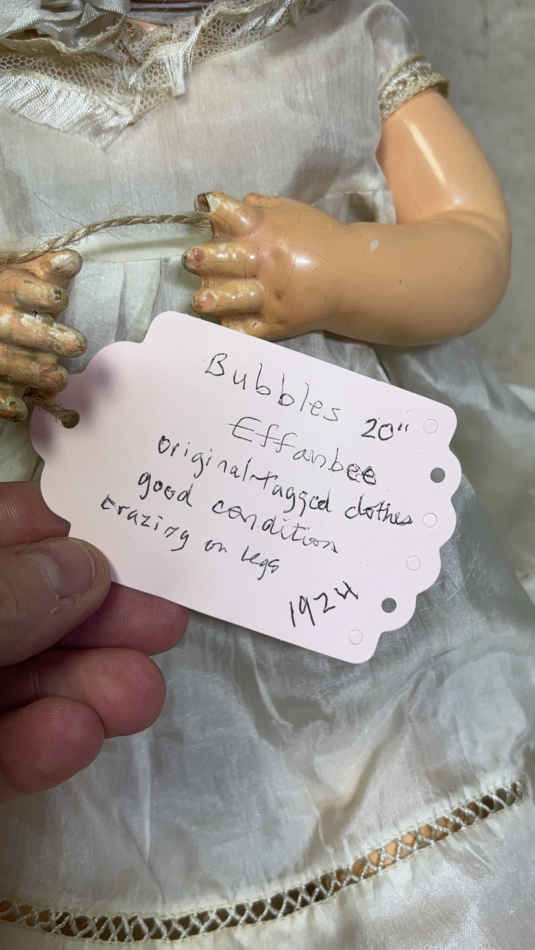 Bubbles 20"
Effanbee
original-tagged clothes
good condition
crazing on legs
1924